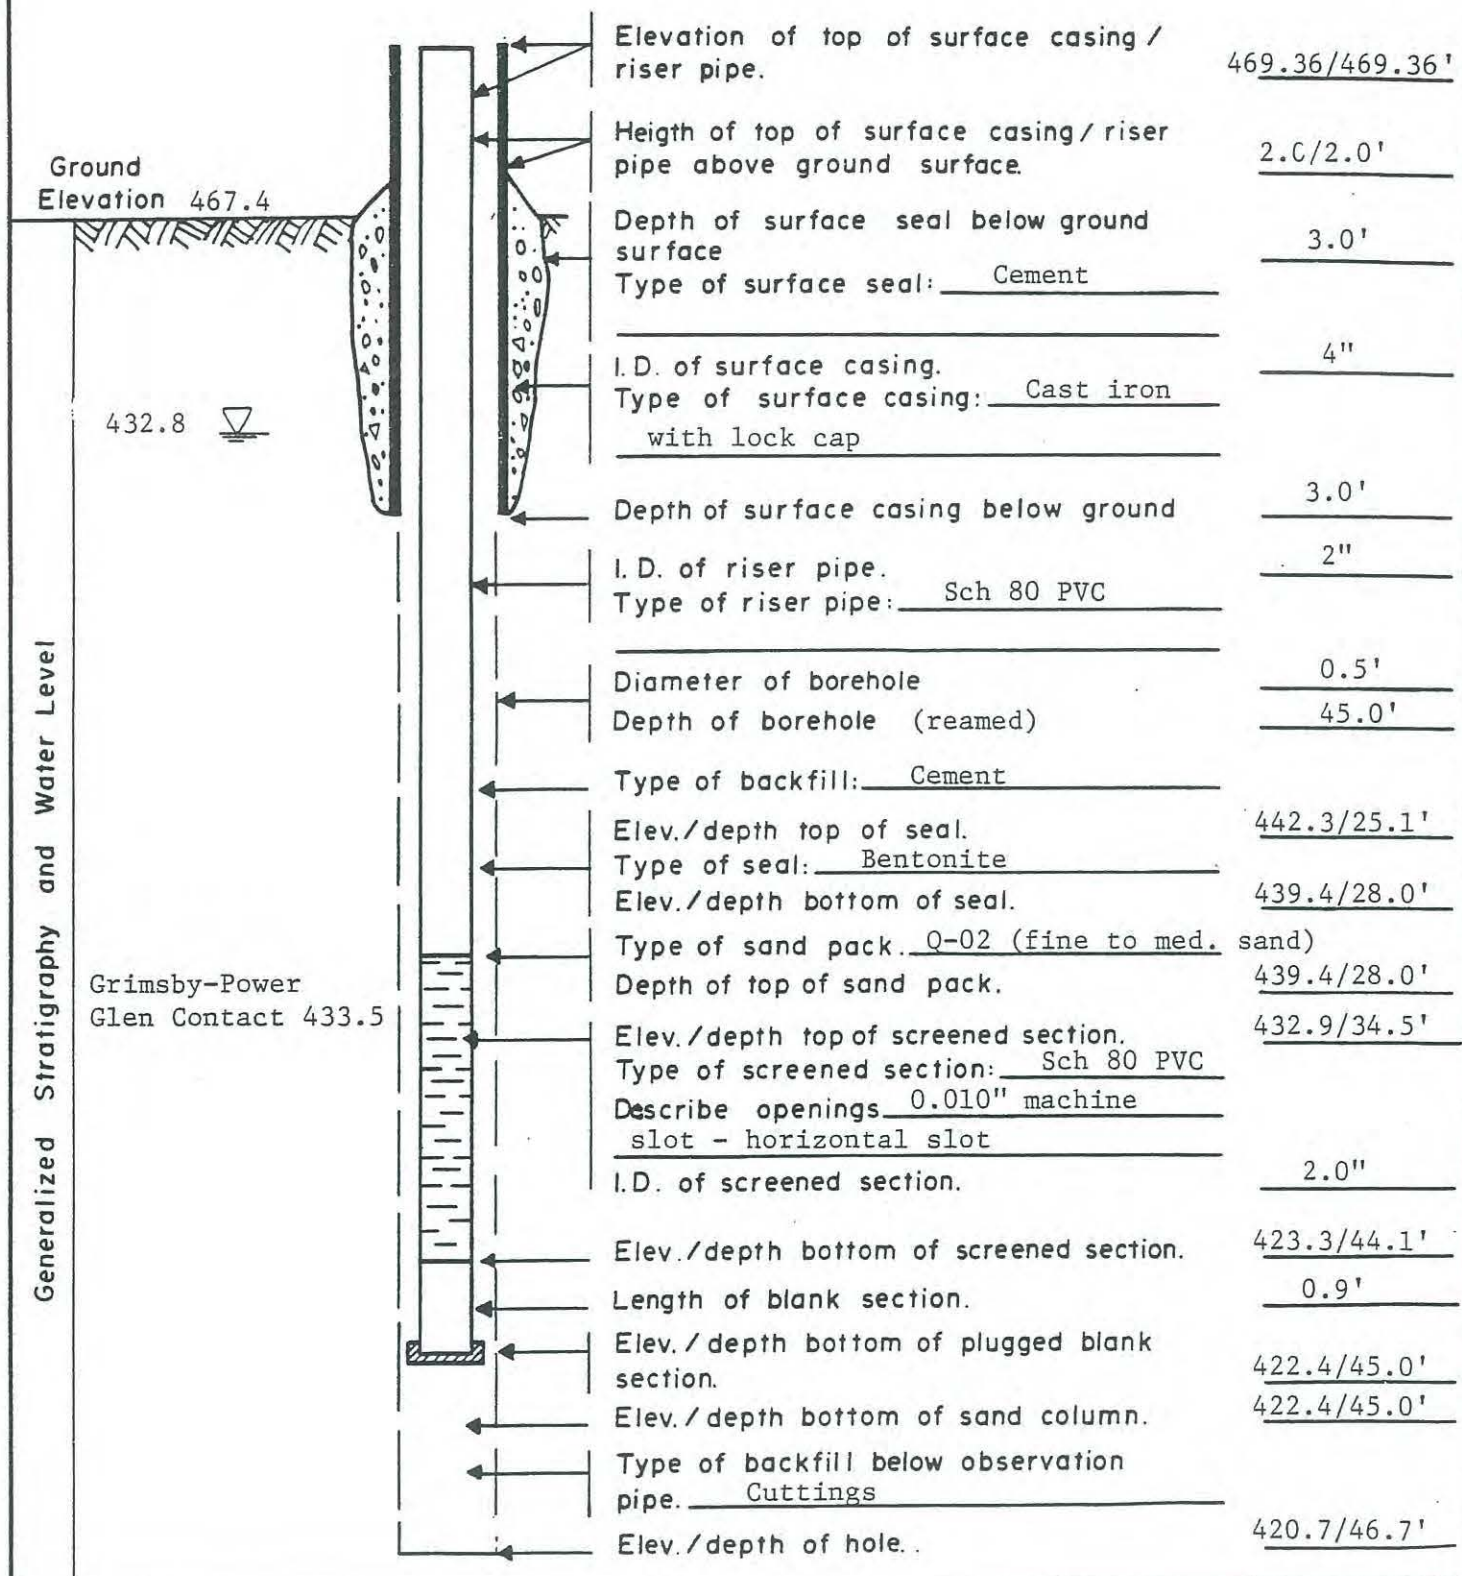 Elevation of top of surface casing /
riser pipe. 469.36/469.36'
Heigth of top of surface casing / riser
pipe above ground surface. 2.0/2.0'
Ground
Elevation 467.4
Depth of surface seal below ground
surface 3.0'
Type of surface seal: Cement
I.D. of surface casing. 4"
Type of surface casing: Cast iron
with lock cap
432.8
Depth of surface casing below ground 3.0'
I.D. of riser pipe. 2"
Type of riser pipe: Sch 80 PVC
Diameter of borehole 0.5'
Depth of borehole (reamed) 45.0'
Type of backfill: Cement
Elev./depth top of seal. 442.3/25.1'
Type of seal: Bentonite
Elev./depth bottom of seal. 439.4/28.0'
Type of sand pack. Q-02 (fine to med. sand)
Depth of top of sand pack. 439.4/28.0'
Grimsby-Power
Glen Contact 433.5
Elev./depth top of screened section. 432.9/34.5'
Type of screened section: Sch 80 PVC
Describe openings 0.010" machine
slot - horizontal slot
I.D. of screened section. 2.0"
Elev./depth bottom of screened section. 423.3/44.1'
Length of blank section. 0.9'
Elev./depth bottom of plugged blank
section. 422.4/45.0'
Elev./depth bottom of sand column. 422.4/45.0'
Type of backfill below observation
pipe. Cuttings
Elev./depth of hole.. 420.7/46.7'
Generalized Stratigraphy and Water Level